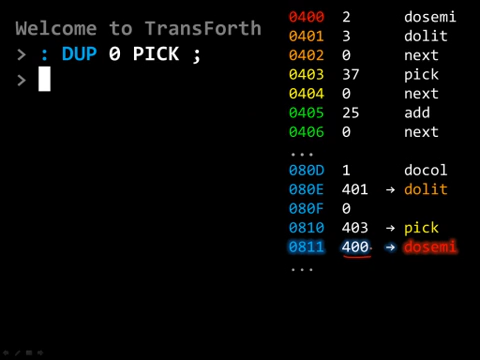 Welcome to TransForth
> : DUP 0 PICK ;
>
0400 2 dosemi
0401 3 dolit
0402 0 next
0403 37 pick
0404 0 next
0405 25 add
0406 0 next
...
080D 1 docol
080E 401 → dolit
080F 0
0810 403 → pick
0811 400 → dosemi
...